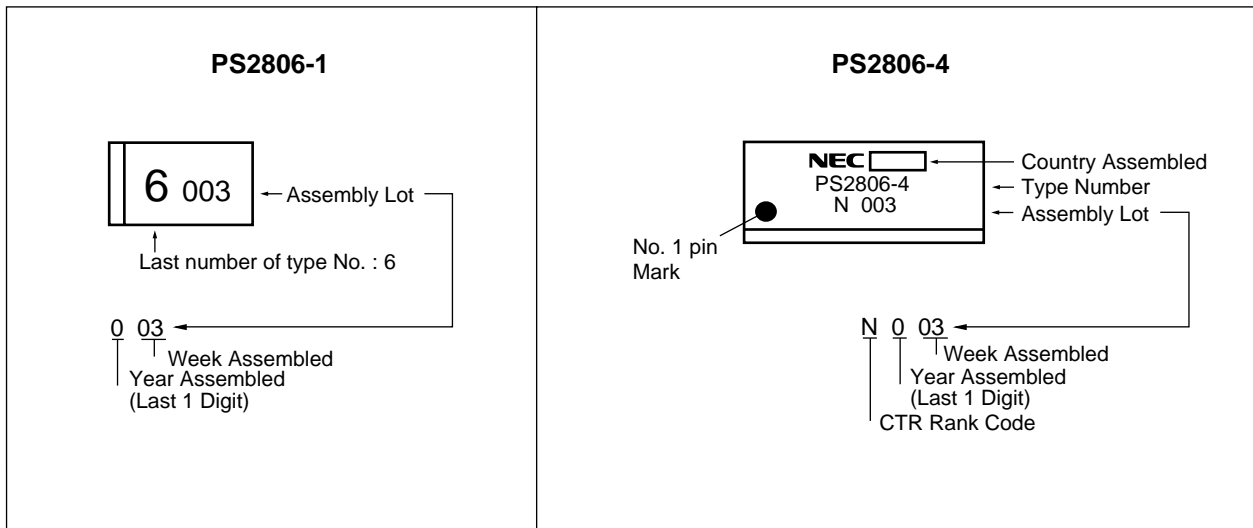 PS2806-1
6 003
Assembly Lot
Last number of type No. : 6
0 03
Week Assembled
Year Assembled
(Last 1 Digit)
PS2806-4
NEC
Country Assembled
PS2806-4
Type Number
N 003
Assembly Lot
No. 1 pin
Mark
N 0 03
Week Assembled
Year Assembled
(Last 1 Digit)
CTR Rank Code